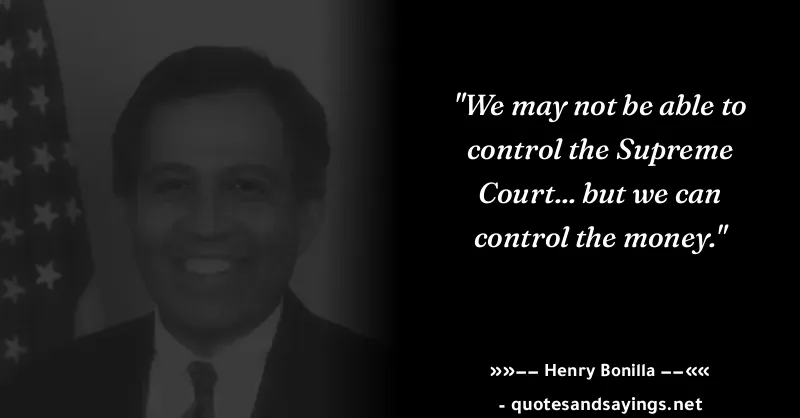 "We may not be able to
control the Supreme
Court... but we can
control the money."
»»–– Henry Bonilla ––««
- quotesandsayings.net